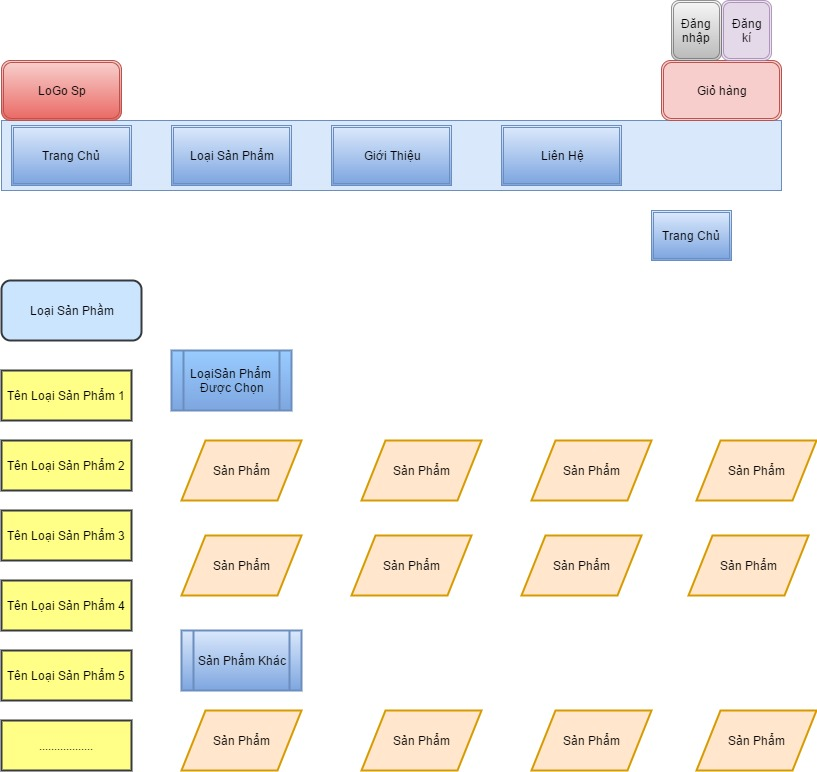 Đăng
nhập
Đăng
kí
LoGo Sp
Giỏ hàng
Trang Chủ
Loại Sản Phẩm
Giới Thiệu
Liên Hệ
Trang Chủ
Loại Sản Phầm
LoạiSản Phẩm
Được Chọn
Tên Loại Sản Phẩm 1
Tên Loại Sản Phẩm 2
Sản Phẩm
Sản Phẩm
Sản Phẩm
Sản Phẩm
Tên Loại Sản Phẩm 3
Sản Phẩm
Sản Phẩm
Sản Phẩm
Sản Phẩm
Tên Loại Sản Phẩm 4
Sản Phẩm Khác
Tên Loại Sản Phẩm 5
..................
Sản Phẩm
Sản Phẩm
Sản Phẩm
Sản Phẩm